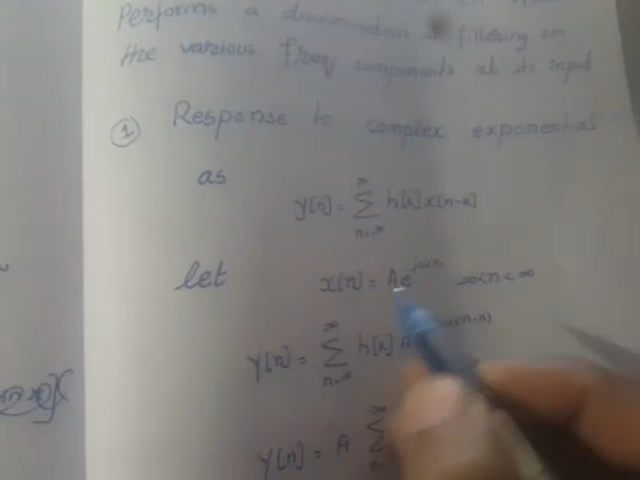 performs a discrimination or filtering on
the various freq components at its input
① Response to complex exponential
as
y[n] = ∞ Σ n=-∞ h[k] x[n-k]
let x[n] = Ae^jωn -∞<n<∞
y[n] = ∞ Σ n=-∞ h[k]
y[n] = A ∞ Σ